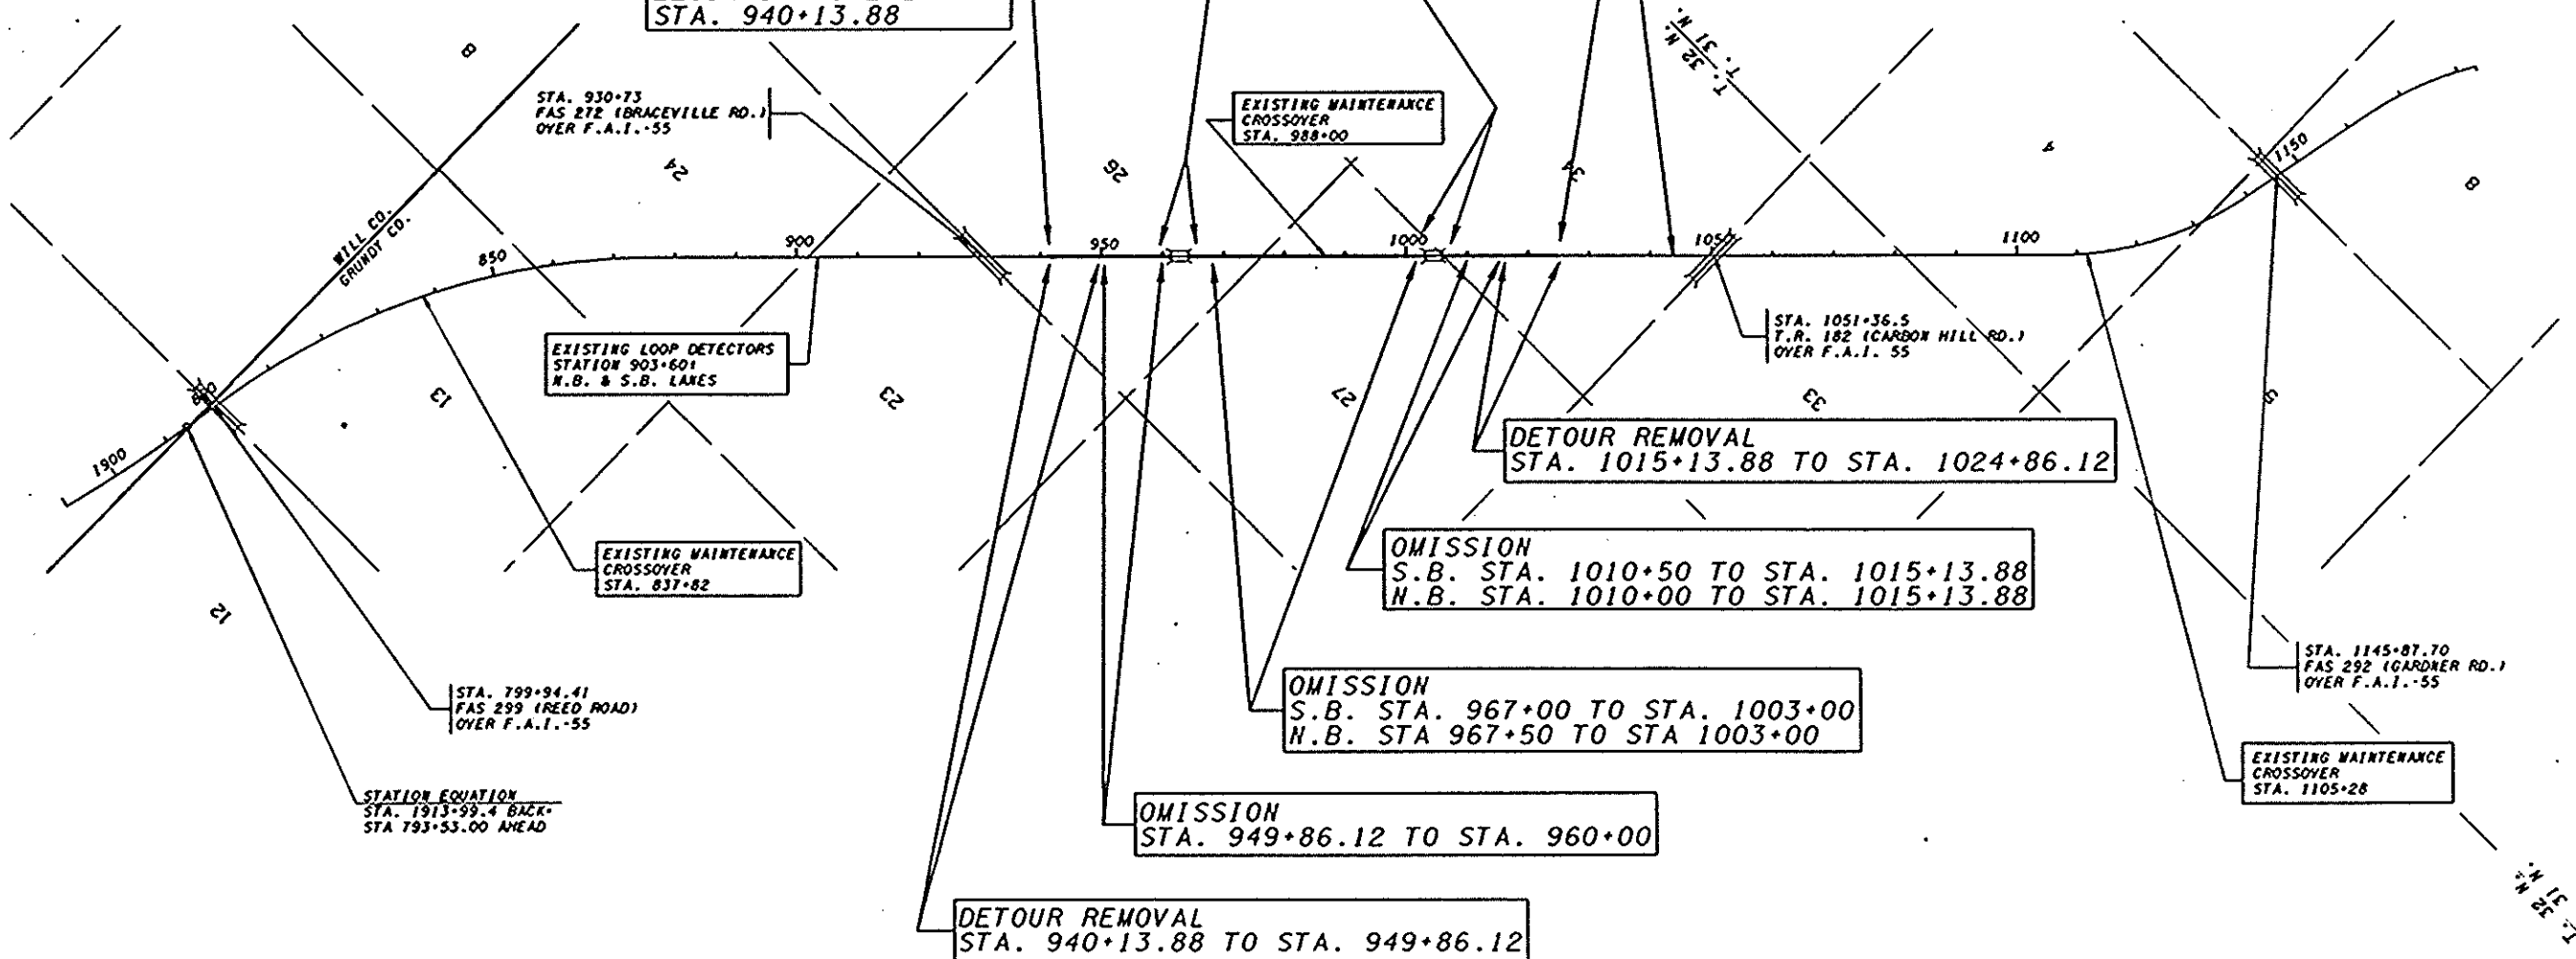 STA. 940+13.88
T. 32 N.
T. 31 N.
8
STA. 930+73
FAS 272 (BRACEVILLE RD.)
OVER F.A.I.-55
EXISTING MAINTENANCE
CROSSOVER
STA. 988+00
24
26
34
4
8
1150
WILL CO.
GRUNDY CO.
850
900
950
1000
1050
1100
EXISTING LOOP DETECTORS
STATION 903+60±
N.B. & S.B. LANES
STA. 1051+36.5
T.R. 182 (CARBON HILL RD.)
OVER F.A.I. 55
13
23
27
33
5
1900
DETOUR REMOVAL
STA. 1015+13.88 TO STA. 1024+86.12
EXISTING MAINTENANCE
CROSSOVER
STA. 837+82
OMISSION
S.B. STA. 1010+50 TO STA. 1015+13.88
N.B. STA. 1010+00 TO STA. 1015+13.88
12
STA. 799+94.41
FAS 299 (REED ROAD)
OVER F.A.I.-55
OMISSION
S.B. STA. 967+00 TO STA. 1003+00
N.B. STA 967+50 TO STA 1003+00
STA. 1145+87.70
FAS 292 (GARDNER RD.)
OVER F.A.I.-55
STATION EQUATION
STA. 1913+99.4 BACK=
STA 793+53.00 AHEAD
OMISSION
STA. 949+86.12 TO STA. 960+00
EXISTING MAINTENANCE
CROSSOVER
STA. 1105+28
DETOUR REMOVAL
STA. 940+13.88 TO STA. 949+86.12
T. 31 N.
32 N.